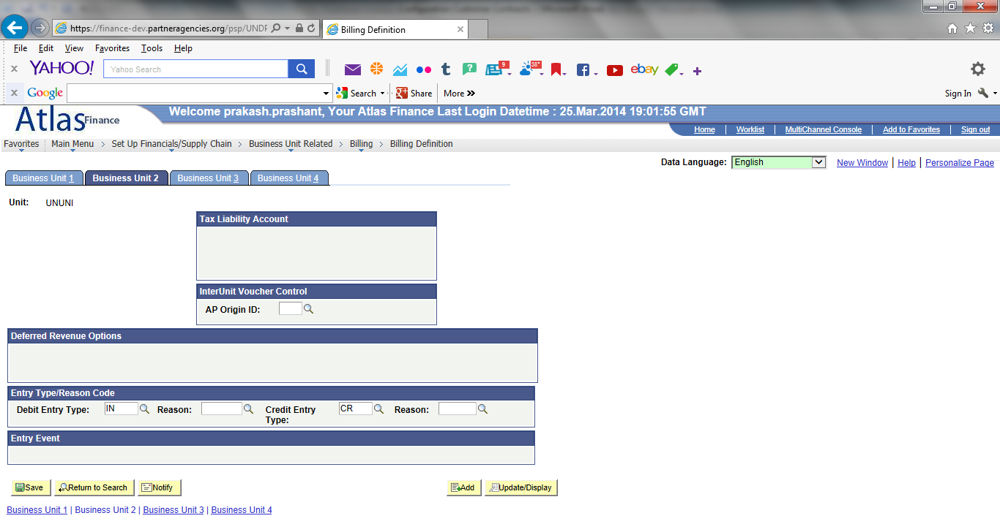 https://finance-dev.partneragencies.org/psp/UNDP
Billing Definition
File Edit View Favorites Tools Help
YAHOO! Yahoo Search t ? 9 38° f ebay
Google Search Share More »
Sign In
Atlas Finance
Welcome prakash.prashant, Your Atlas Finance Last Login Datetime : 25.Mar.2014 19:01:55 GMT
Home Worklist MultiChannel Console Add to Favorites Sign out
Favorites Main Menu > Set Up Financials/Supply Chain > Business Unit Related > Billing > Billing Definition
Data Language: English New Window | Help | Personalize Page
Business Unit 1 Business Unit 2 Business Unit 3 Business Unit 4
Unit: UNUNI
Tax Liability Account
InterUnit Voucher Control
AP Origin ID:
Deferred Revenue Options
Entry Type/Reason Code
Debit Entry Type: IN Reason: Credit Entry Type: CR Reason:
Entry Event
Save Return to Search Notify Add Update/Display
Business Unit 1 | Business Unit 2 | Business Unit 3 | Business Unit 4